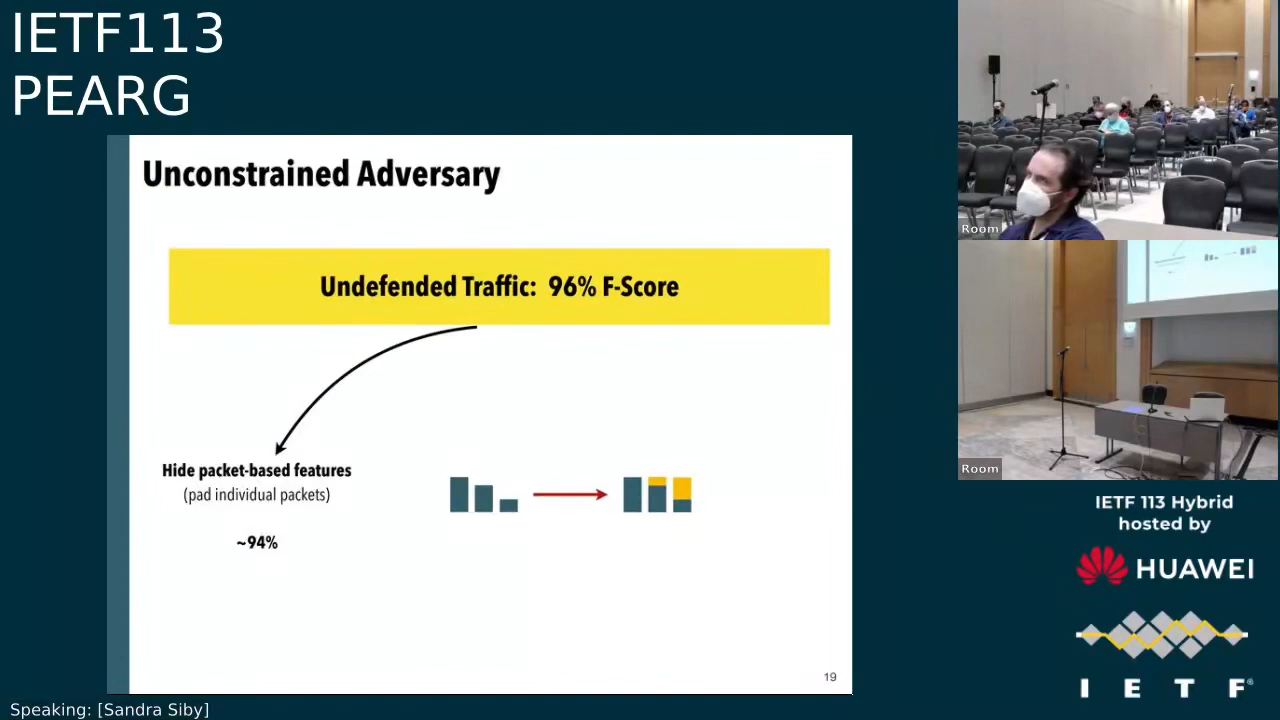 IETF113
PEARG
Unconstrained Adversary
Undefended Traffic: 96% F-Score
Hide packet-based features
(pad individual packets)
~94%
19
Room
Room
IETF 113 Hybrid
hosted by
HUAWEI
I E T F®
Speaking: [Sandra Siby]